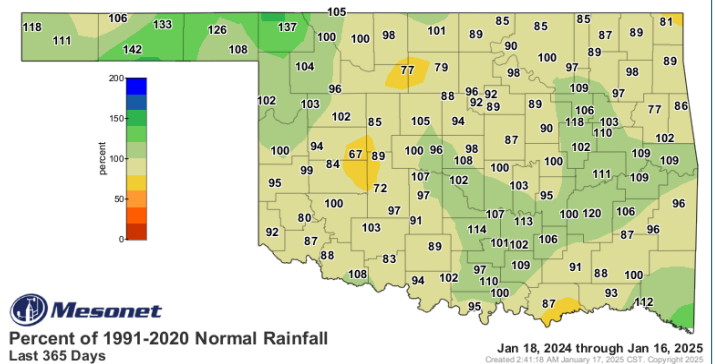 105
118 106 133 126 137 100 101 85 85 81
111 142 108 100 98 89 90 85 87 89
104 77 79 98 97 89 98 89
102 103 96 88 96 92 92 89 89 109 97 77 86
102 85 105 94 90 106 118 103 110 102
100 94 67 89 100 96 98 87 102 109 109
95 99 84 72 107 108 102 100 100 111 109
100 97 97 103 95
80 91 107 113 100 120 106 96
92 87 103 114 101 102 106 87 96
88 83 89 109 91 88 100
108 94 102 97 110 100 93 112
95 87
200
150
100
50
0
percent
Mesonet
Percent of 1991-2020 Normal Rainfall
Last 365 Days
Jan 18, 2024 through Jan 16, 2025
Created 2:41:18 AM January 17, 2025 CST. Copyright 2025